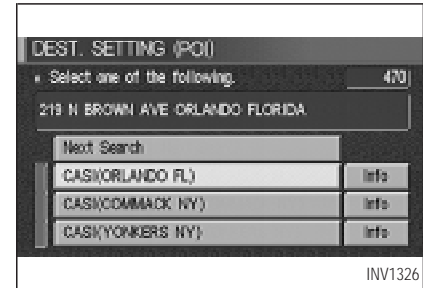 DEST. SETTING (POI)
Select one of the following. 470
219 N BROWN AVE ORLANDO FLORIDA
Next Search
CASI(ORLANDO FL) Info
CASI(COMMACK NY) Info
CASI(YONKERS NY) Info
INV1326